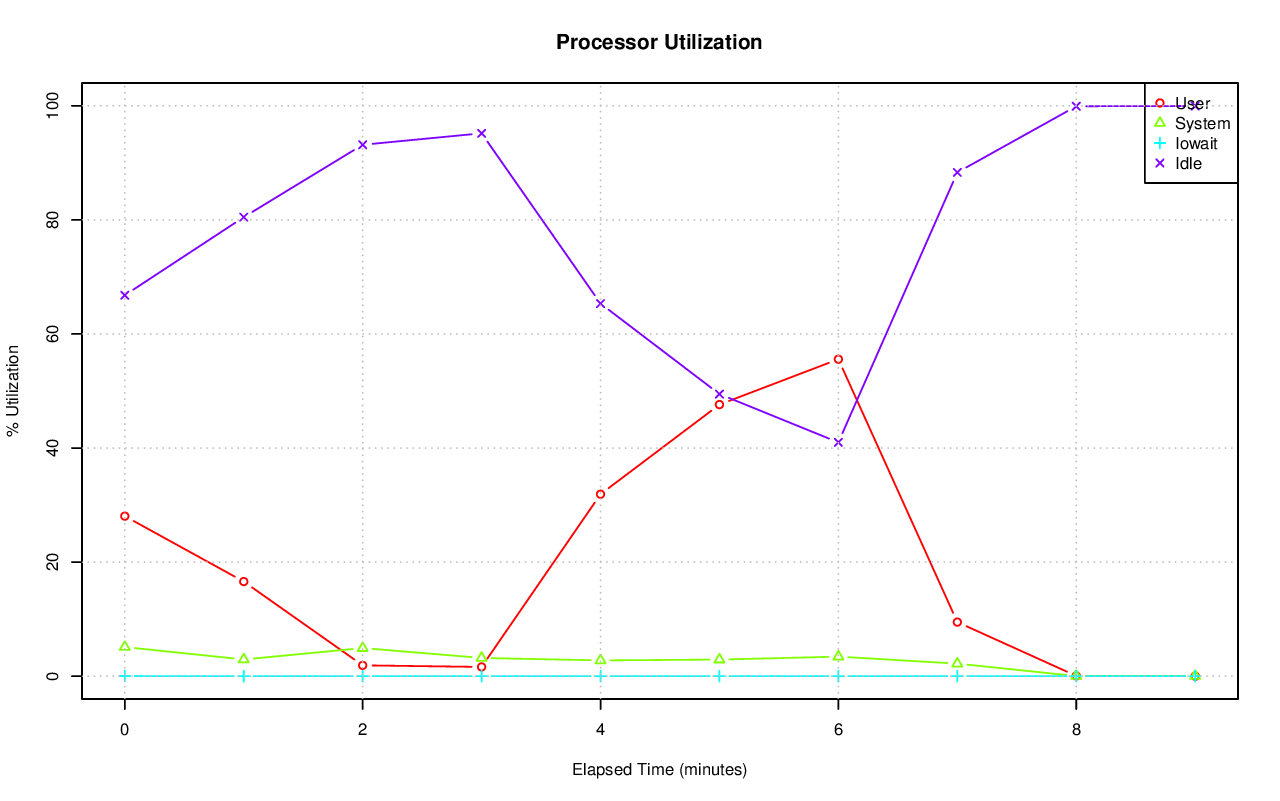 Processor Utilization
100
80
60
40
20
0
% Utilization
User
System
Iowait
Idle
0 2 4 6 8
Elapsed Time (minutes)